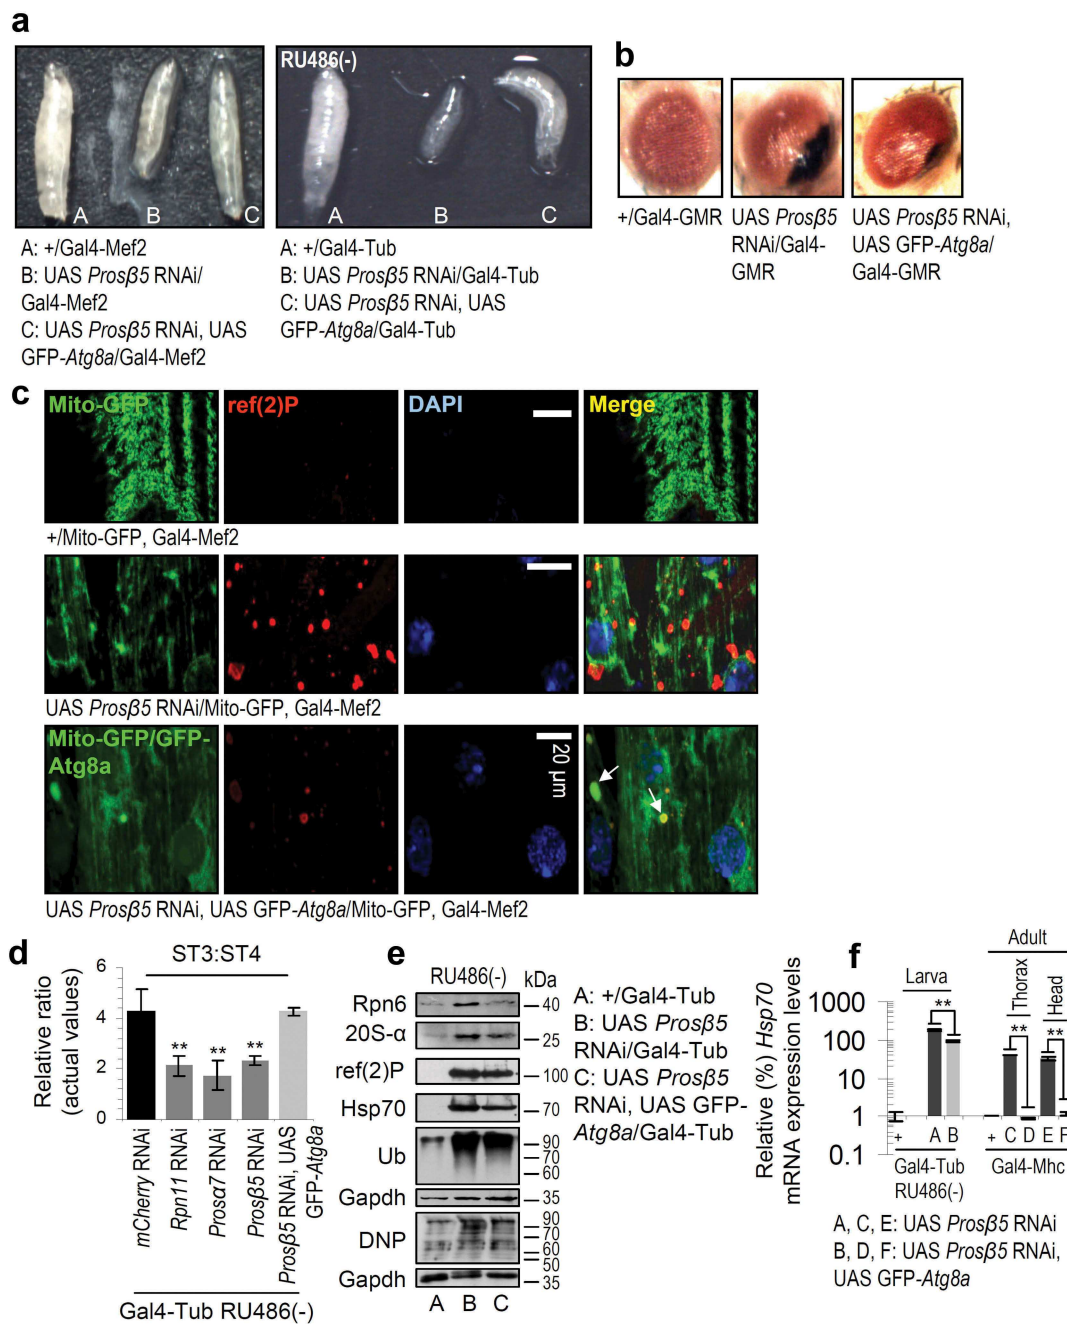 a
RU486(-)
A
B
C
A
B
C
A: +/Gal4-Mef2
B: UAS Prosβ5 RNAi/
Gal4-Mef2
C: UAS Prosβ5 RNAi, UAS
GFP-Atg8a/Gal4-Mef2
A: +/Gal4-Tub
B: UAS Prosβ5 RNAi/Gal4-Tub
C: UAS Prosβ5 RNAi, UAS
GFP-Atg8a/Gal4-Tub
b
+/Gal4-GMR
UAS Prosβ5
RNAi/Gal4-
GMR
UAS Prosβ5 RNAi,
UAS GFP-Atg8a/
Gal4-GMR
c
Mito-GFP
ref(2)P
DAPI
Merge
+/Mito-GFP, Gal4-Mef2
UAS Prosβ5 RNAi/Mito-GFP, Gal4-Mef2
Mito-GFP/GFP-
Atg8a
20 µm
UAS Prosβ5 RNAi, UAS GFP-Atg8a/Mito-GFP, Gal4-Mef2
d
ST3:ST4
Relative ratio
(actual values)
6
4
2
0
**
**
**
mCherry RNAi
Rpn11 RNAi
Prosα7 RNAi
Prosβ5 RNAi
Prosβ5 RNAi, UAS
GFP-Atg8a
Gal4-Tub RU486(-)
e
RU486(-)
kDa
Rpn6
40
20S-α
25
ref(2)P
100
Hsp70
70
Ub
90
70
60
50
Gapdh
35
DNP
90
70
60
50
Gapdh
35
A B C
A: +/Gal4-Tub
B: UAS Prosβ5
RNAi/Gal4-Tub
C: UAS Prosβ5
RNAi, UAS GFP-
Atg8a/Gal4-Tub
f
Relative (%) Hsp70
mRNA expression levels
1000
100
10
1
0.1
Larva
**
Adult
Thorax
**
Head
**
+ A B
+ C D E F
Gal4-Tub
RU486(-)
Gal4-Mhc
A, C, E: UAS Prosβ5 RNAi
B, D, F: UAS Prosβ5 RNAi,
UAS GFP-Atg8a